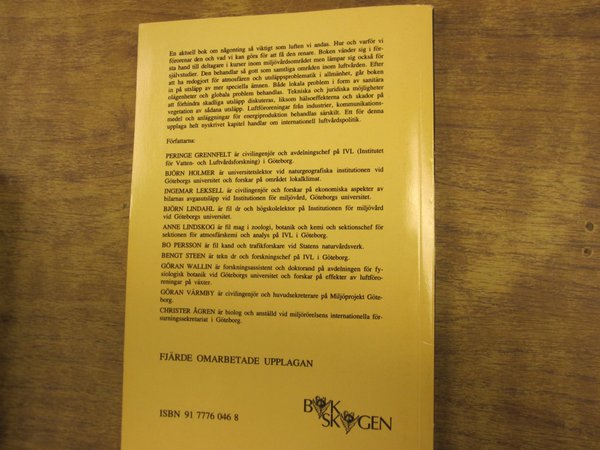 En aktuell bok om någonting så viktigt som luften vi andas. Hur och varför vi
förorenar den och vad vi kan göra för att få den renare. Boken vänder sig i för-
sta hand till deltagare i kurser inom miljövårdsområdet men lämpar sig också för
självstudier. Den behandlar så gott som samtliga områden inom luftvården. Efter
att ha redogjort för atmosfären och utsläppsproblematik i allmänhet, går boken
in på utsläpp av mer speciella ämnen. Både lokala problem i form av sanitära
olägenheter och globala problem behandlas. Tekniska och juridiska möjligheter
att förhindra skadliga utsläpp diskuteras, liksom hälsoeffekterna och skador på
vegetation av sådana utsläpp. Luftföroreningar från industrier, kommunikations-
medel och anläggningar för energiproduktion behandlas särskilt. Ett för denna
upplaga helt nyskrivet kapitel handlar om internationell luftvårdspolitik.
Författarna:
PERINGE GRENNFELT är civilingenjör och avdelningschef på IVL (Institutet
för Vatten- och Luftvårdsforskning) i Göteborg.
BJÖRN HOLMER är universitetslektor vid naturgeografiska institutionen vid
Göteborgs universitet och forskar på området lokalklimat.
INGEMAR LEKSELL är civilingenjör och forskar på ekonomiska aspekter av
bilarnas avgasutsläpp vid Institutionen för miljövård, Göteborgs universitet.
BJÖRN LINDAHL är fil dr och högskolelektor på Institutionen för miljövård
vid Göteborgs universitet.
ANNE LINDSKOG är fil mag i zoologi, botanik och kemi och sektionschef för
sektionen för atmosfärskemi och analys på IVL i Göteborg.
BO PERSSON är fil kand och trafikforskare vid Statens naturvårdsverk.
BENGT STEEN är tekn dr och forskningschef på IVL i Göteborg.
GÖRAN WALLIN är forskningsassistent och doktorand på avdelningen för fy-
siologisk botanik vid Göteborgs universitet och forskar på effekter av luftföro-
reningar på växter.
GÖRAN VÄRMBY är civilingenjör och huvudsekreterare på Miljöprojekt Göte-
borg.
CHRISTER ÅGREN är biolog och anställd vid miljörörelsens internationella för-
surningssekretariat i Göteborg.
FJÄRDE OMARBETADE UPPLAGAN
ISBN 91 7776 046 8
BOK
SKOGEN